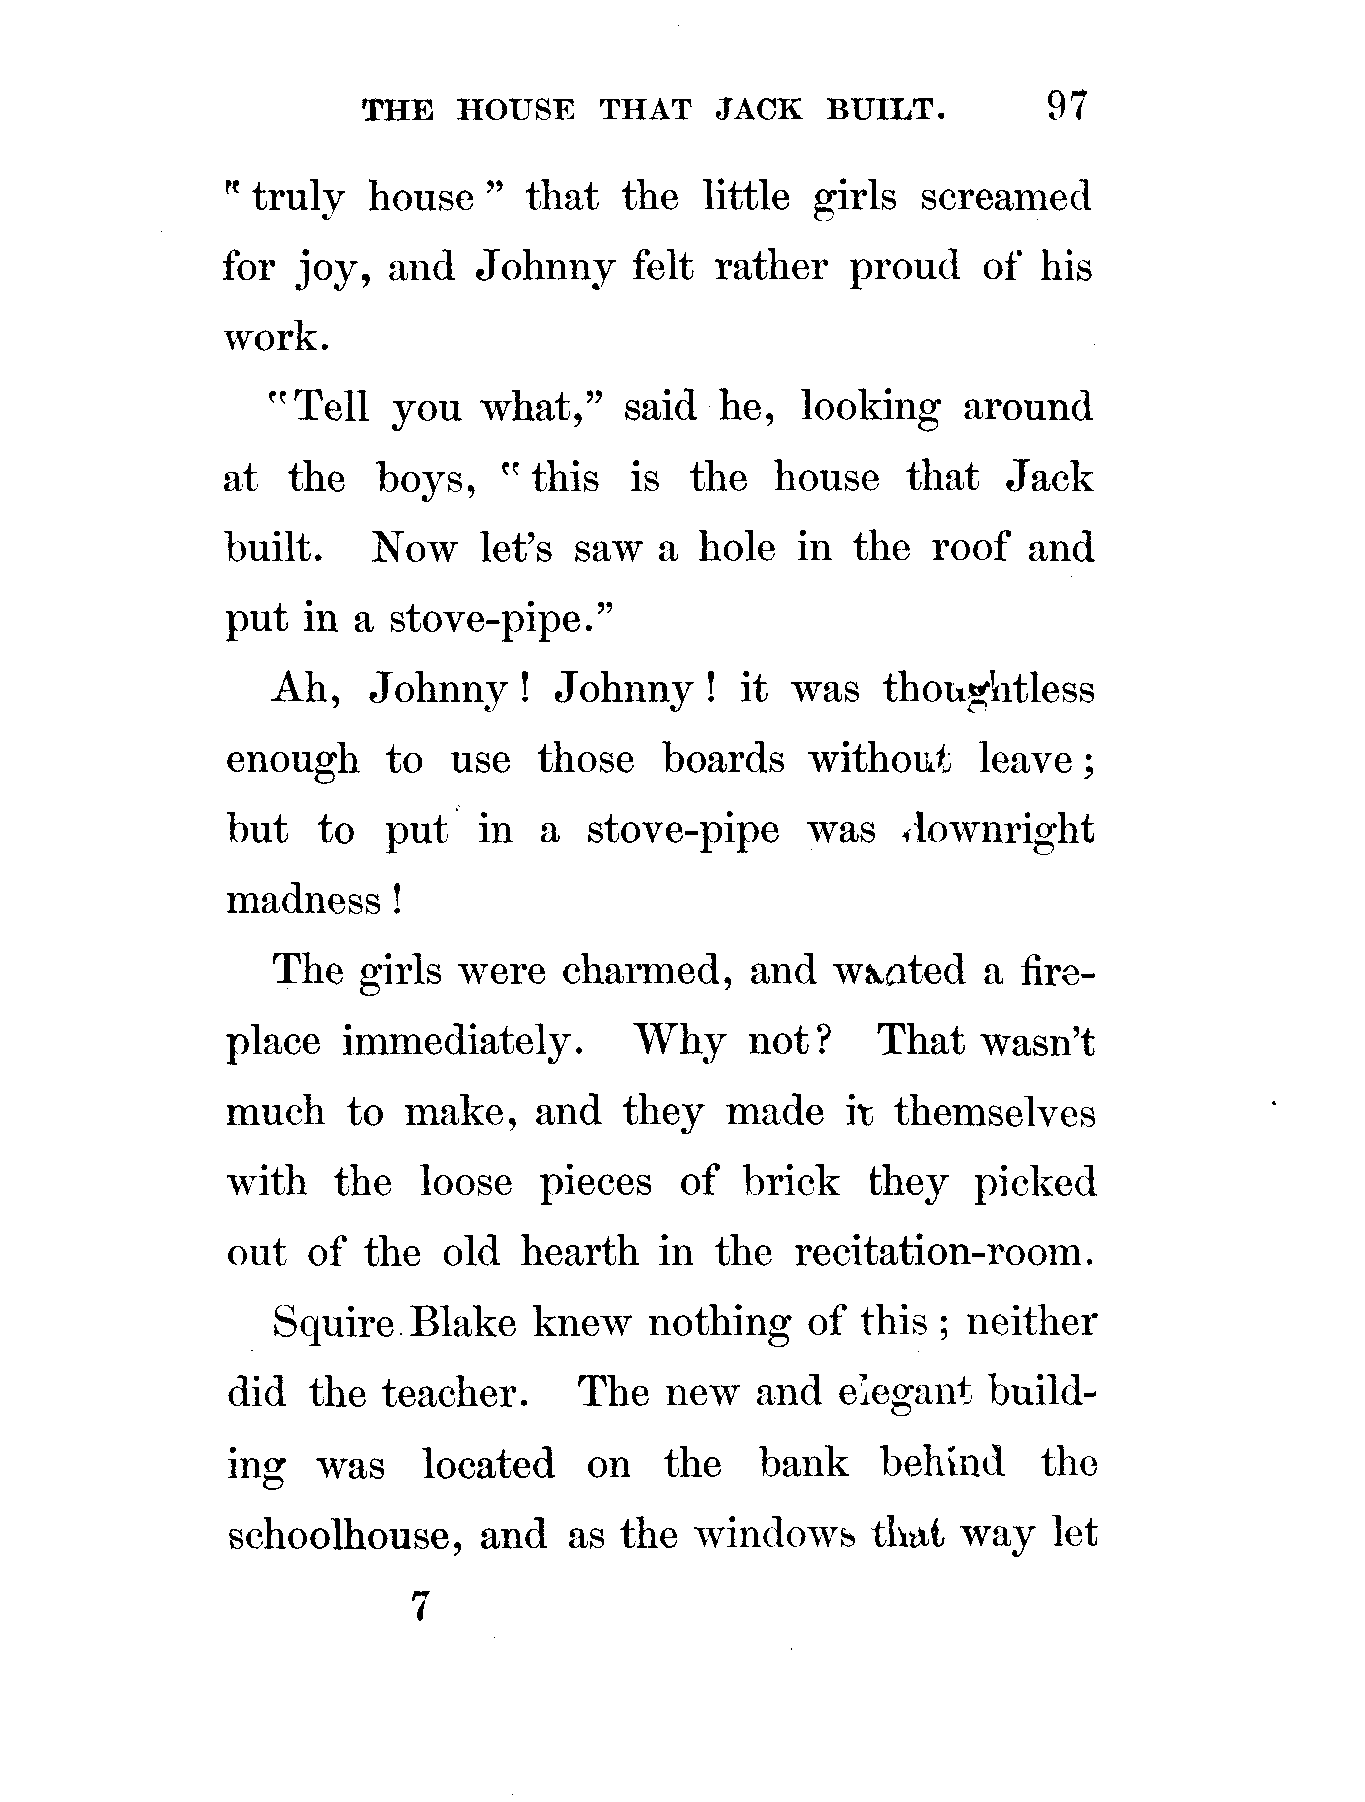 THE HOUSE THAT JACK BUILT. 97
" truly house " that the little girls screamed
for joy, and Johnny felt rather proud of his
work.
"Tell you what," said he, looking around
at the boys, " this is the house that Jack
built. Now let's saw a hole in the roof and
put in a stove-pipe."
Ah, Johnny ! Johnny ! it was thoughtless
enough to use those boards without leave ;
but to put in a stove-pipe was downright
madness !
The girls were charmed, and wanted a fire-
place immediately. Why not ? That wasn't
much to make, and they made it themselves
with the loose pieces of brick they picked
out of the old hearth in the recitation-room.
Squire Blake knew nothing of this ; neither
did the teacher. The new and elegant build-
ing was located on the bank behind the
schoolhouse, and as the windows that way let
7